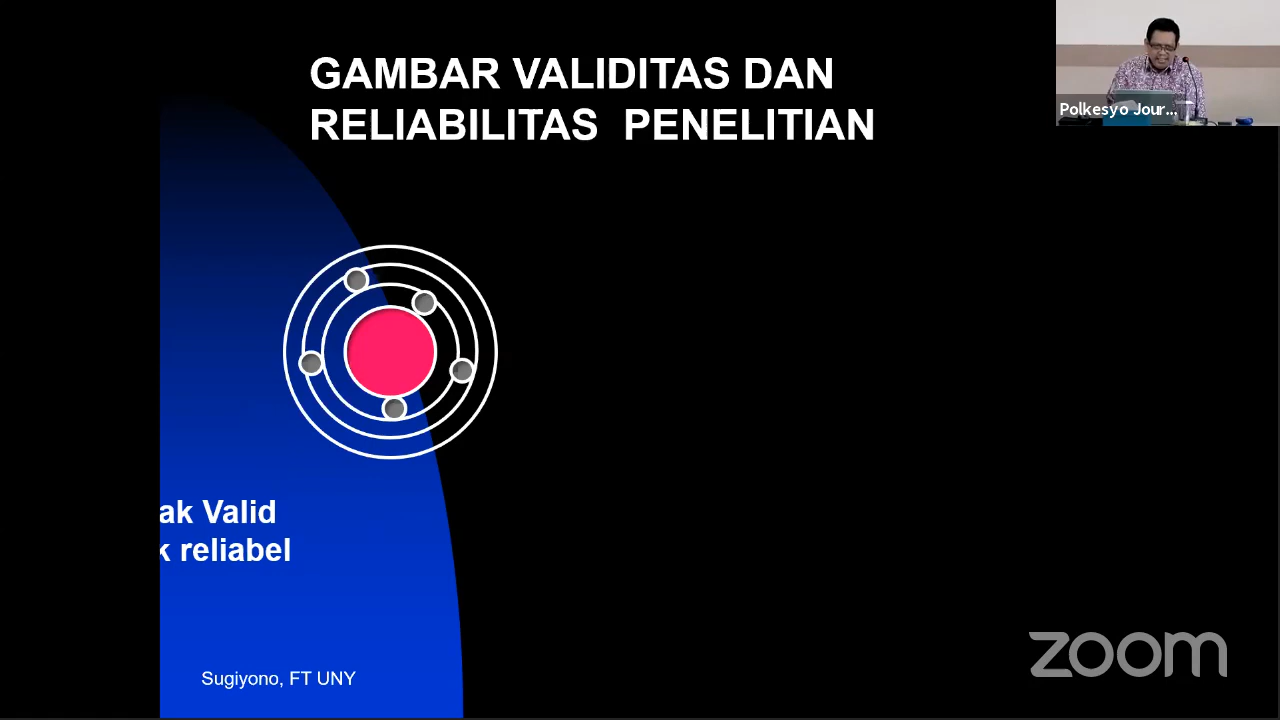 GAMBAR VALIDITAS DAN
RELIABILITAS PENELITIAN
Polkesyo Jour...
ak Valid
k reliabel
Sugiyono, FT UNY
zoom